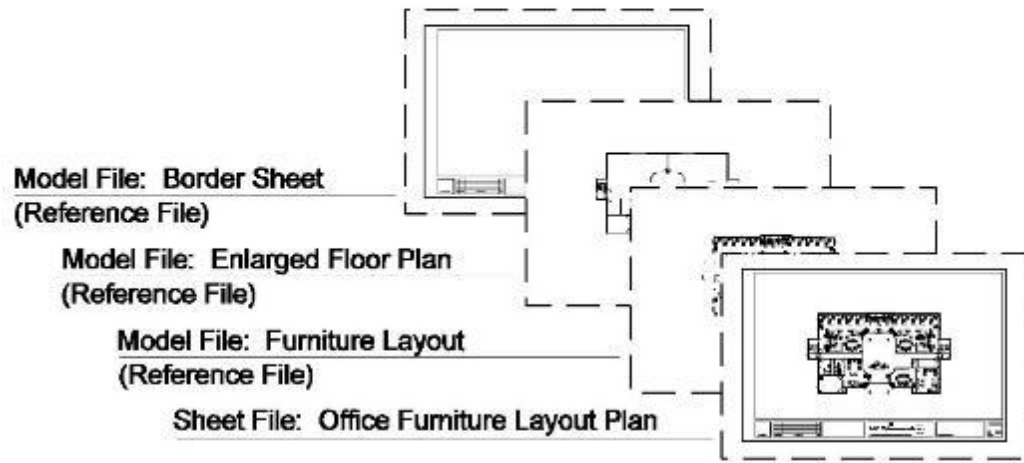 Model File: Border Sheet
(Reference File)
Model File: Enlarged Floor Plan
(Reference File)
Model File: Furniture Layout
(Reference File)
Sheet File: Office Furniture Layout Plan